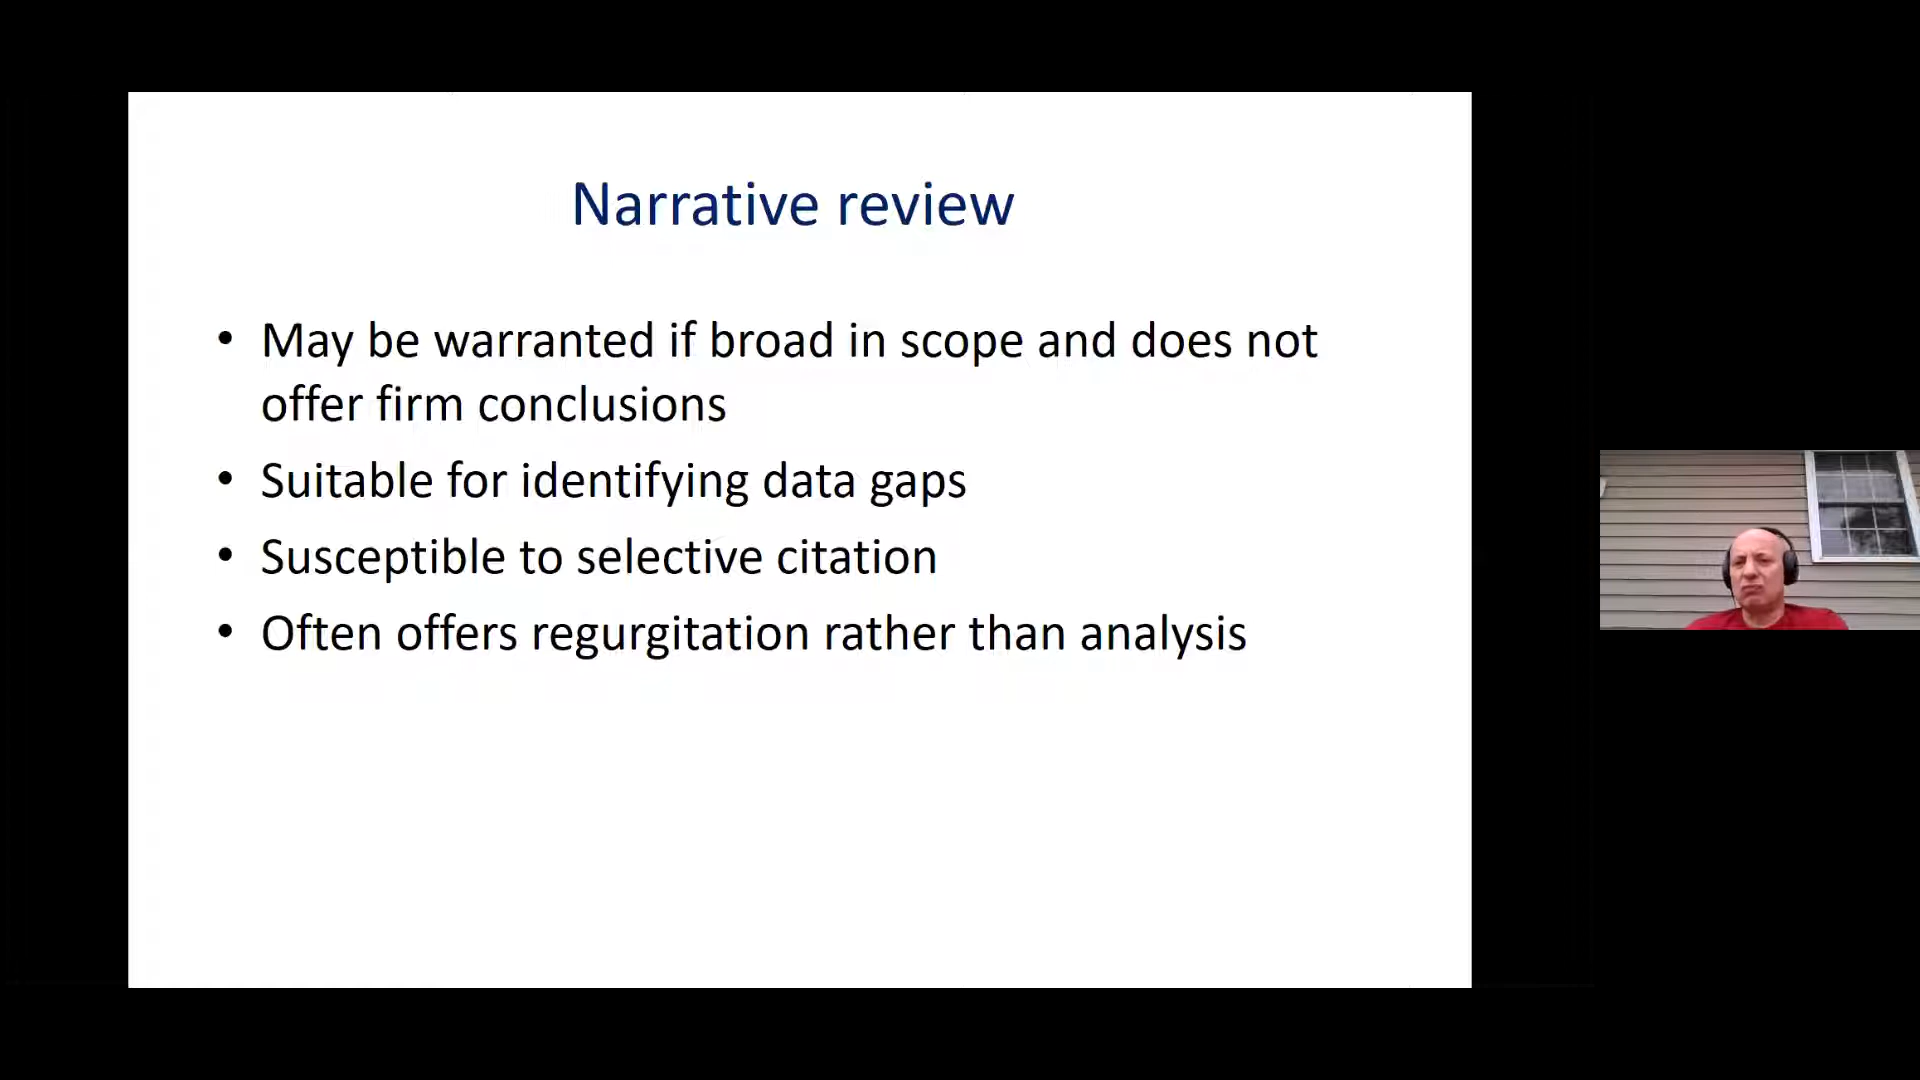 Narrative review
• May be warranted if broad in scope and does not
offer firm conclusions
• Suitable for identifying data gaps
• Susceptible to selective citation
• Often offers regurgitation rather than analysis